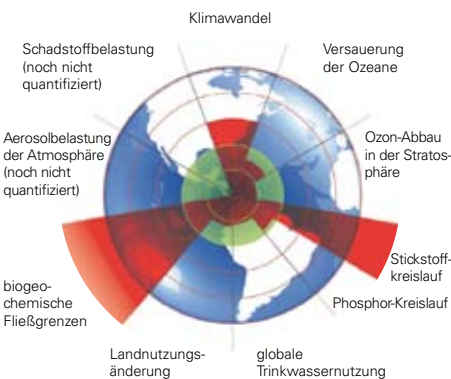 Klimawandel
Schadstoffbelastung
(noch nicht
quantifiziert)
Versauerung
der Ozeane
Aerosolbelastung
der Atmosphäre
(noch nicht
quantifiziert)
Ozon-Abbau
in der Stratos-
phäre
Stickstoff-
kreislauf
Phosphor-Kreislauf
biogeo-
chemische
Fließgrenzen
Landnutzungs-
änderung
globale
Trinkwassernutzung